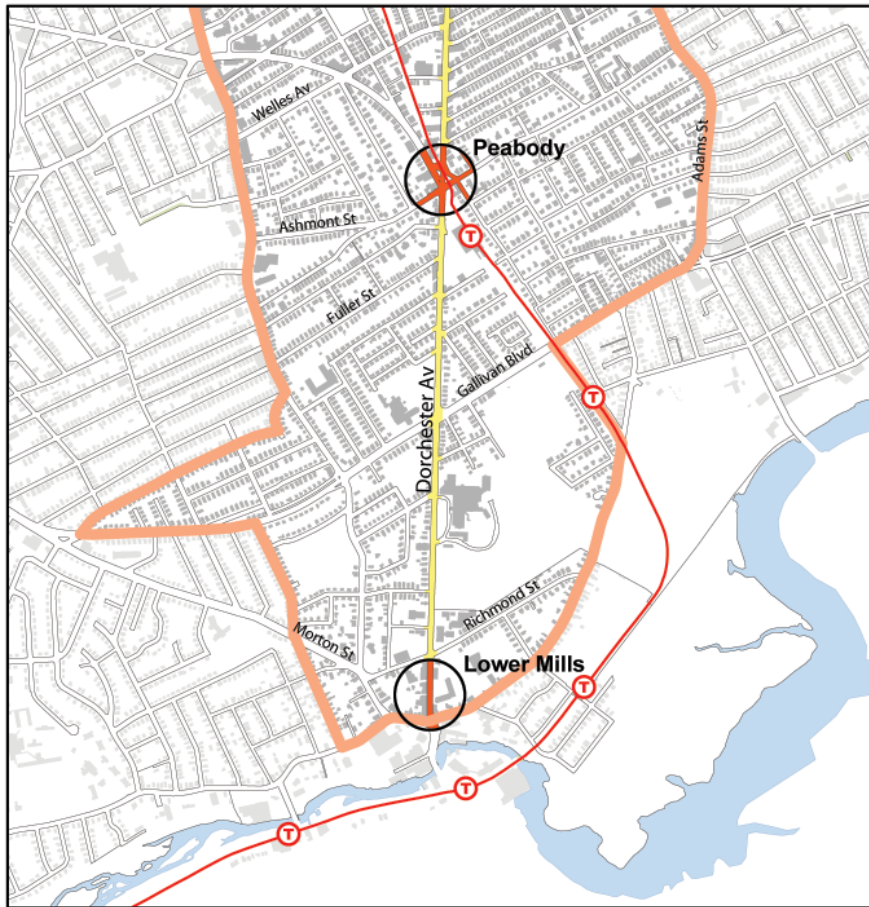 Welles Av
Peabody
Adams St
Ashmont St
T
Fuller St
Gallivan Blvd
T
Dorchester Av
Richmond St
Morton St
Lower Mills
T
T
T